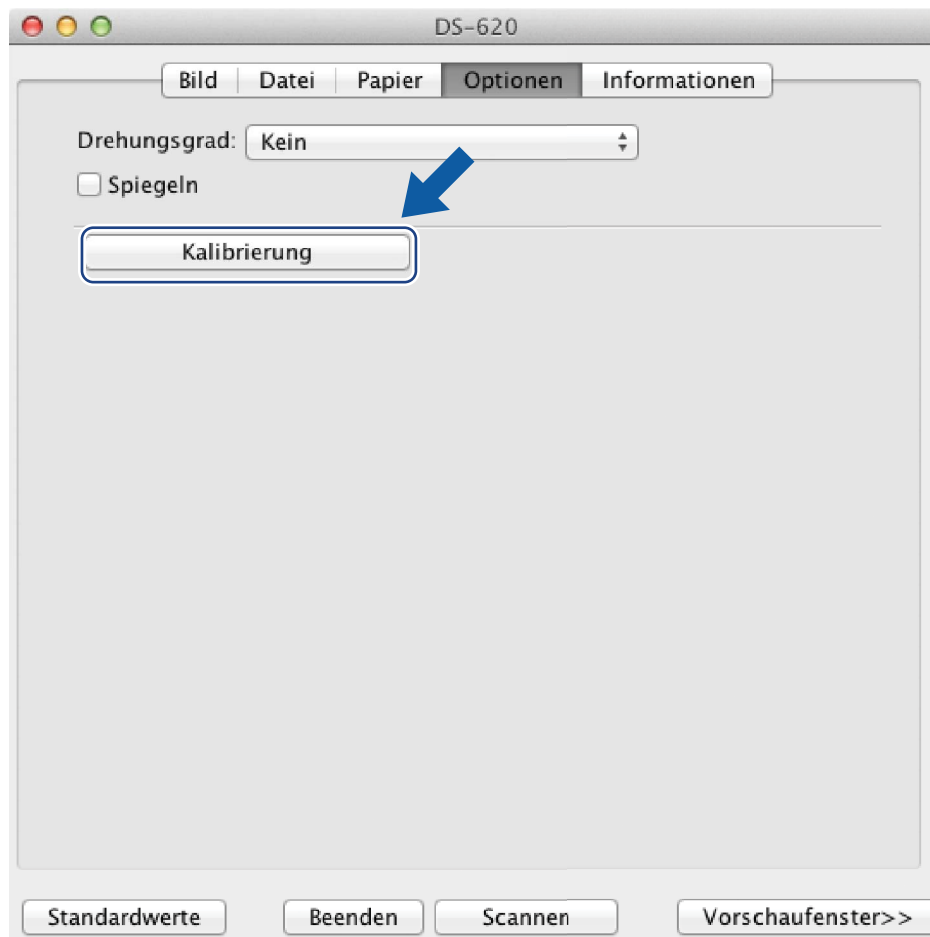 DS-620
Bild Datei Papier Optionen Informationen
Drehungsgrad: Kein
Spiegeln
Kalibrierung
Standardwerte Beenden Scannen Vorschaufenster>>